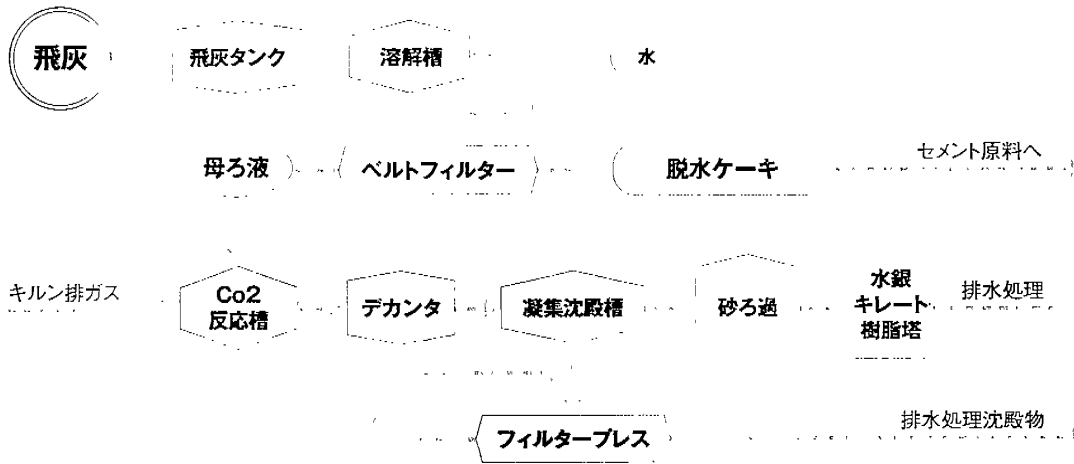 飛灰
飛灰タンク
溶解槽
水
母ろ液
ベルトフィルター
脱水ケーキ
セメント原料へ
キルン排ガス
Co2
反応槽
デカンタ
凝集沈殿槽
砂ろ過
水銀
キレート
樹脂塔
排水処理
フィルタープレス
排水処理沈殿物